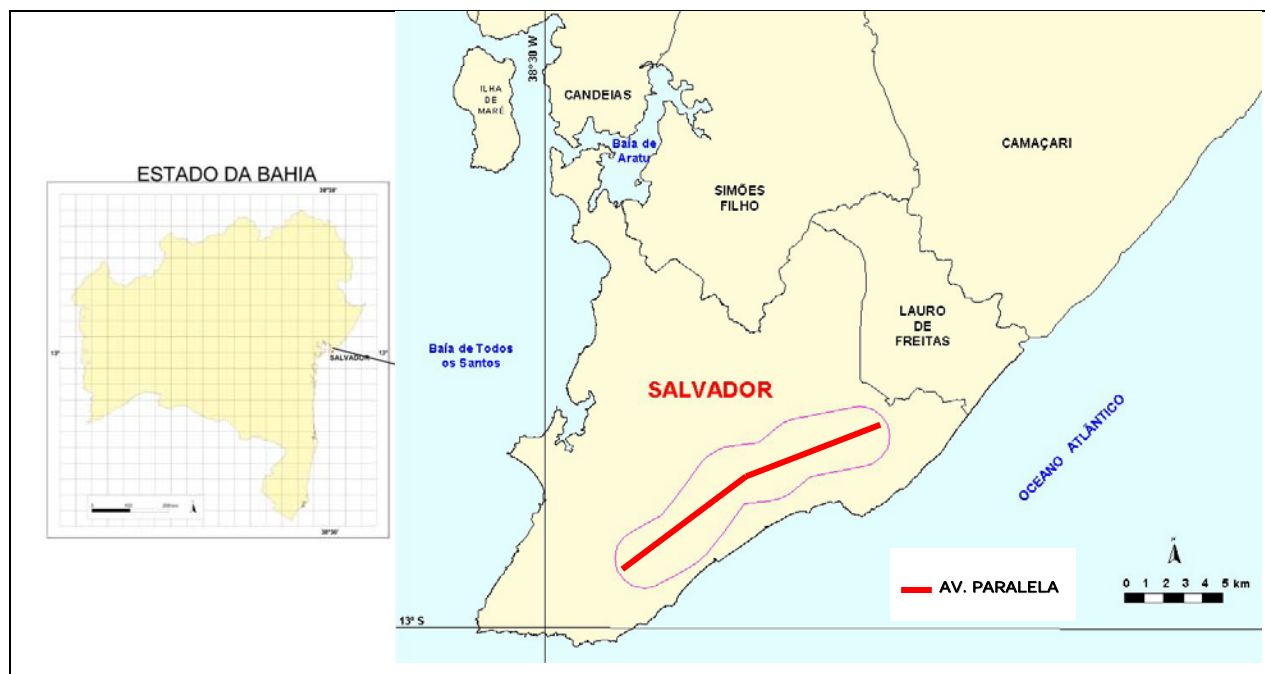 ESTADO DA BAHIA
38°30'
13°
13°
SALVADOR
38°30'
38°30 W
ILHA
DE
MARÉ
CANDEIAS
Baía de
Aratu
CAMAÇARI
SIMÕES
FILHO
LAURO
DE
FREITAS
Baía de Todos
os Santos
SALVADOR
OCEANO ATLÂNTICO
AV. PARALELA
N
0 1 2 3 4 5 km
13° S